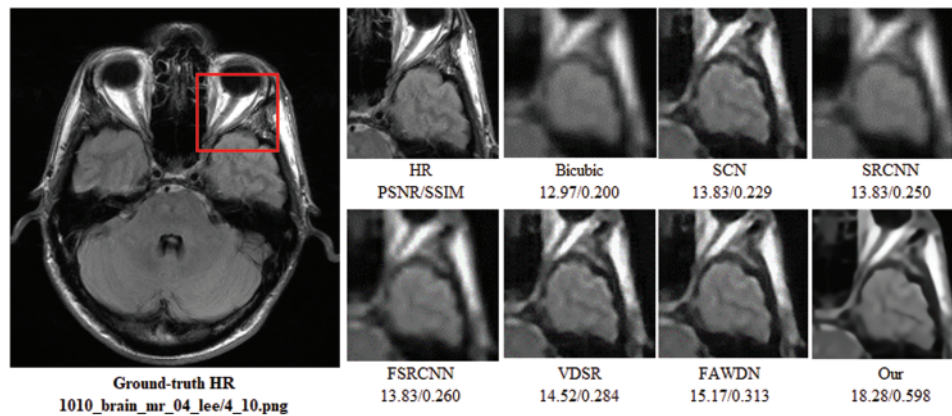 HR
PSNR/SSIM
Bicubic
12.97/0.200
SCN
13.83/0.229
SRCNN
13.83/0.250
FSRCNN
13.83/0.260
VDSR
14.52/0.284
FAWDN
15.17/0.313
Our
18.28/0.598
Ground-truth HR
1010_brain_mr_04_lee/4_10.png